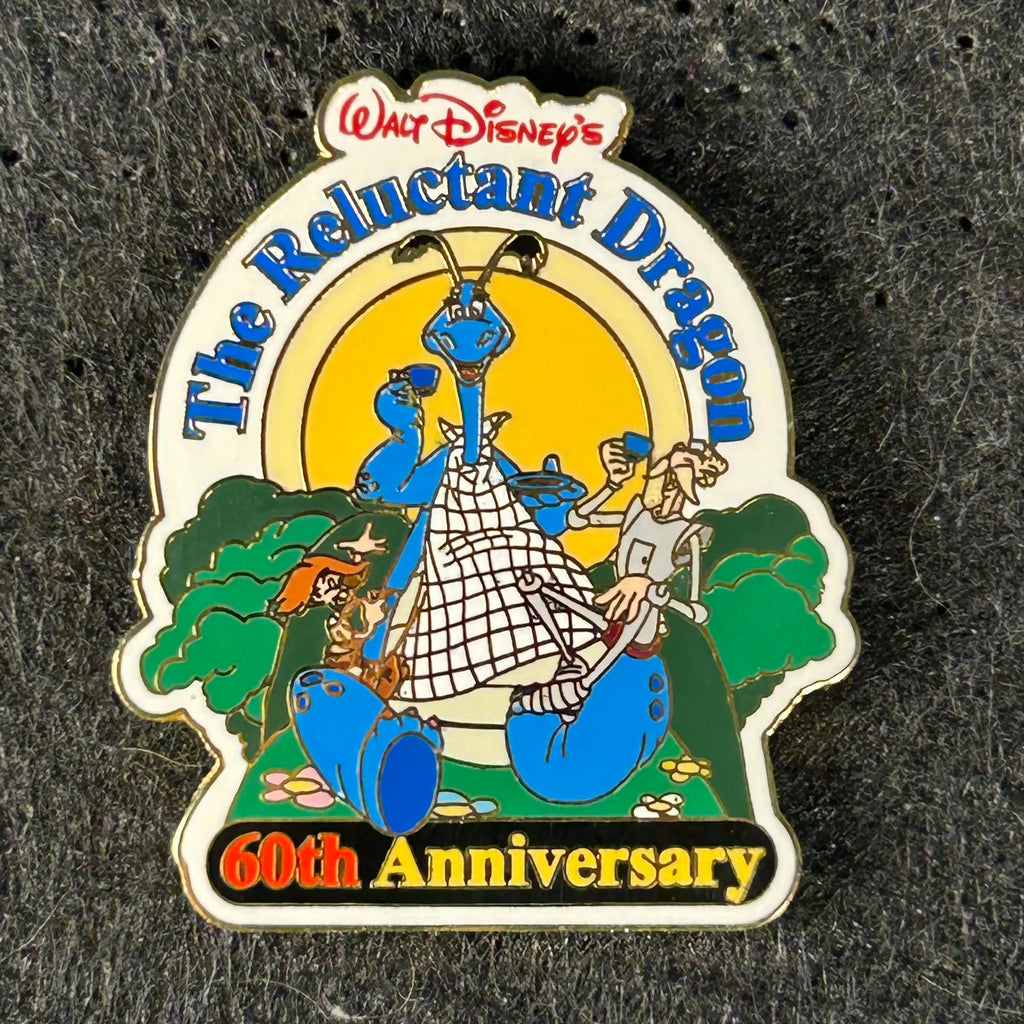 Walt Disney's
The Reluctant Dragon
60th Anniversary